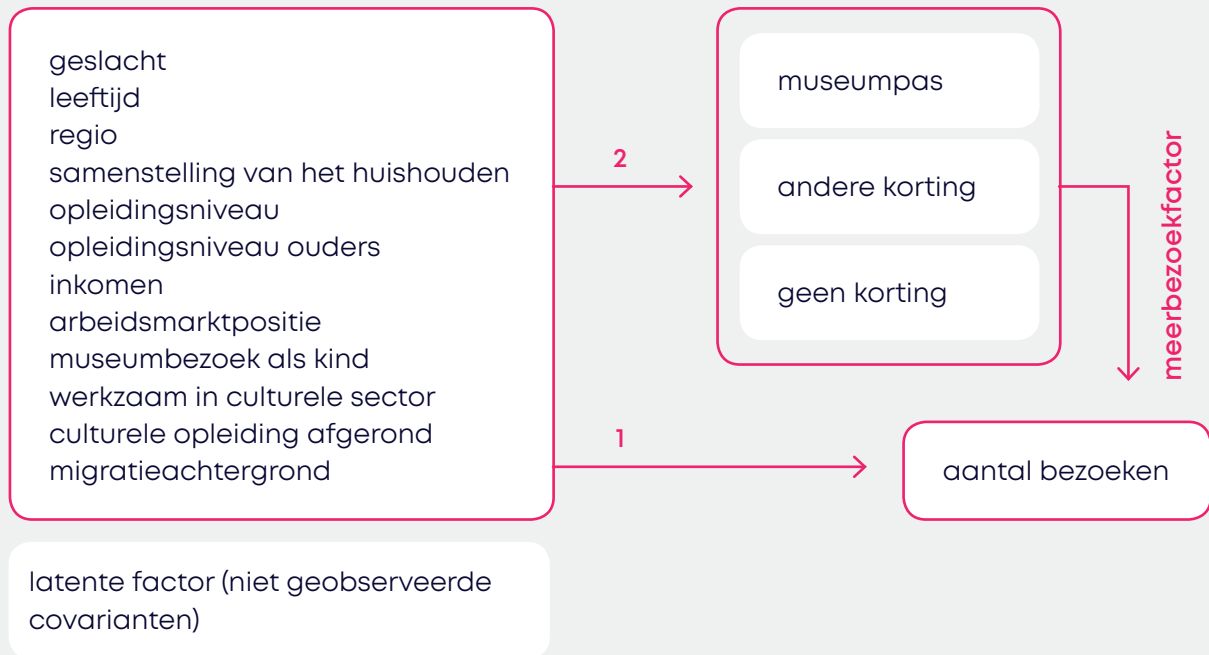 geslacht
leeftijd
regio
samenstelling van het huishouden
opleidingsniveau
opleidingsniveau ouders
inkomen
arbeidsmarktpositie
museumbezoek als kind
werkzaam in culturele sector
culturele opleiding afgerond
migratieachtergrond
latente factor (niet geobserveerde
covarianten)
2
1
museumpas
andere korting
geen korting
meerbezoekfactor
aantal bezoeken